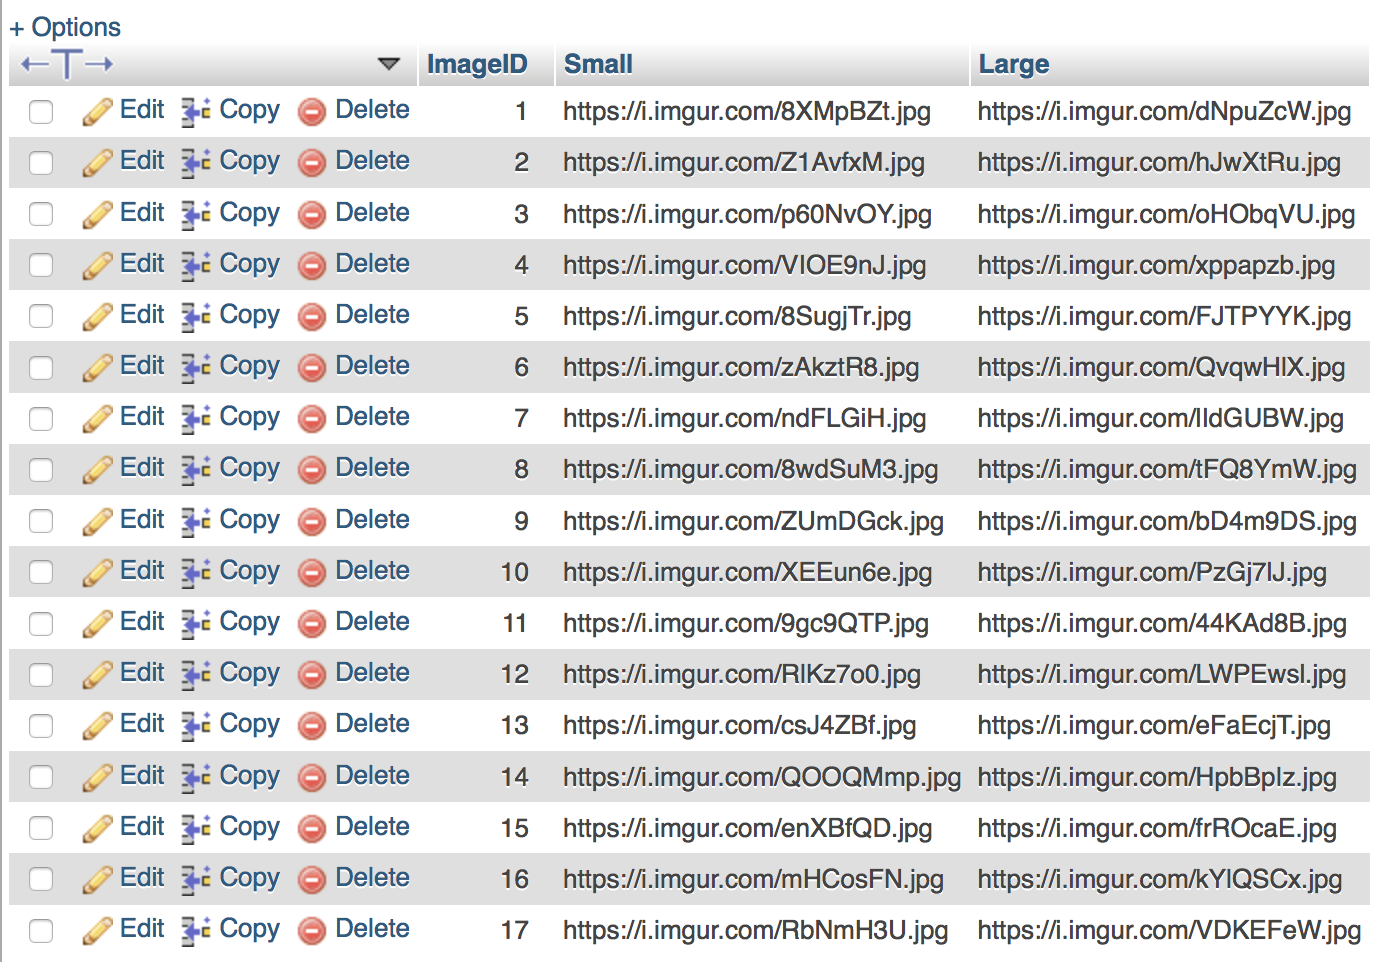 + Options
ImageID Small Large
Edit Copy Delete 1 https://i.imgur.com/8XMpBZt.jpg https://i.imgur.com/dNpuZcW.jpg
Edit Copy Delete 2 https://i.imgur.com/Z1AvfxM.jpg https://i.imgur.com/hJwXtRu.jpg
Edit Copy Delete 3 https://i.imgur.com/p60NvOY.jpg https://i.imgur.com/oHObqVU.jpg
Edit Copy Delete 4 https://i.imgur.com/VIOE9nJ.jpg https://i.imgur.com/xppapzb.jpg
Edit Copy Delete 5 https://i.imgur.com/8SugjTr.jpg https://i.imgur.com/FJTPYYK.jpg
Edit Copy Delete 6 https://i.imgur.com/zAkztR8.jpg https://i.imgur.com/QvqwHlX.jpg
Edit Copy Delete 7 https://i.imgur.com/ndFLGiH.jpg https://i.imgur.com/lIdGUBW.jpg
Edit Copy Delete 8 https://i.imgur.com/8wdSuM3.jpg https://i.imgur.com/tFQ8YmW.jpg
Edit Copy Delete 9 https://i.imgur.com/ZUmDGck.jpg https://i.imgur.com/bD4m9DS.jpg
Edit Copy Delete 10 https://i.imgur.com/XEEun6e.jpg https://i.imgur.com/PzGj7lJ.jpg
Edit Copy Delete 11 https://i.imgur.com/9gc9QTP.jpg https://i.imgur.com/44KAd8B.jpg
Edit Copy Delete 12 https://i.imgur.com/RlKz7o0.jpg https://i.imgur.com/LWPEwsl.jpg
Edit Copy Delete 13 https://i.imgur.com/csJ4ZBf.jpg https://i.imgur.com/eFaEcjT.jpg
Edit Copy Delete 14 https://i.imgur.com/QOOQMmp.jpg https://i.imgur.com/HpbBplz.jpg
Edit Copy Delete 15 https://i.imgur.com/enXBfQD.jpg https://i.imgur.com/frROcaE.jpg
Edit Copy Delete 16 https://i.imgur.com/mHCosFN.jpg https://i.imgur.com/kYlQSCx.jpg
Edit Copy Delete 17 https://i.imgur.com/RbNmH3U.jpg https://i.imgur.com/VDKEFeW.jpg